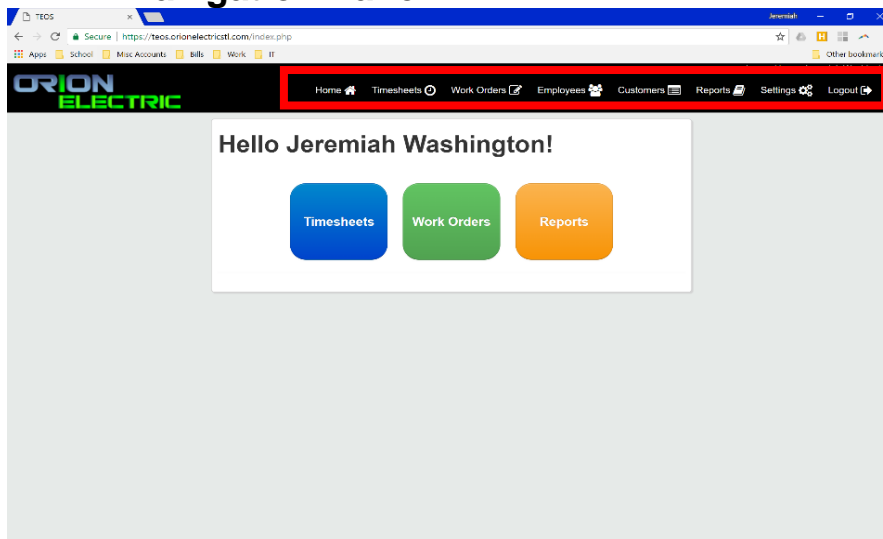 TEOS
Jeremiah
Secure | https://teos.orionelectricstl.com/index.php
Apps School Misc Accounts Bills Work IT Other bookmark
ORION
ELECTRIC
Home Timesheets Work Orders Employees Customers Reports Settings Logout
Hello Jeremiah Washington!
Timesheets Work Orders Reports